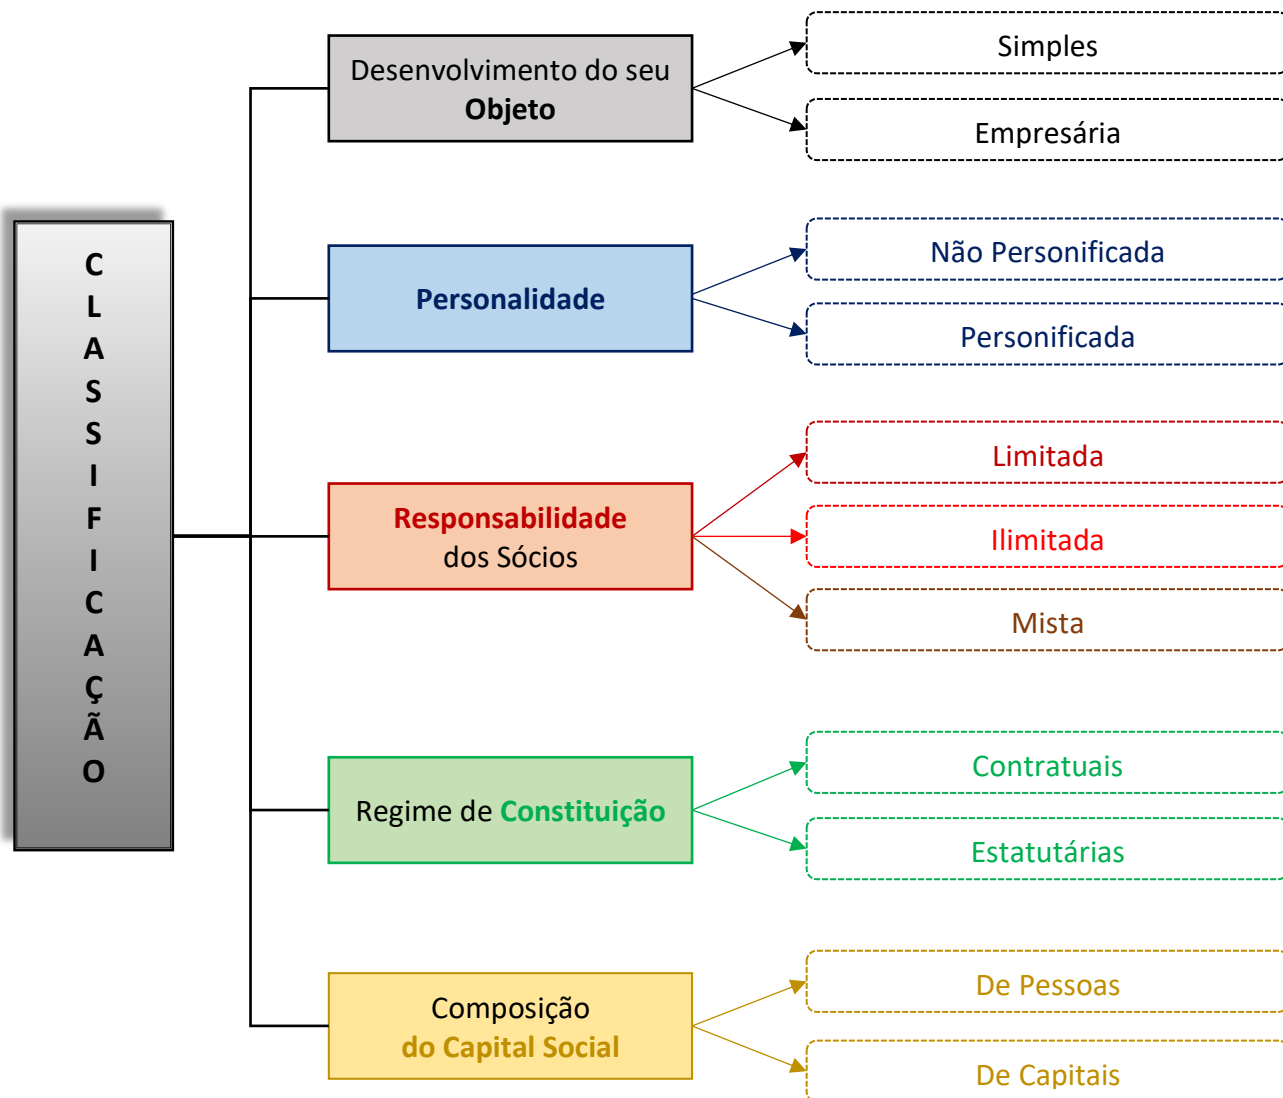 CLASSIFICAÇÃO
Desenvolvimento do seu
Objeto
Simples
Empresária
Personalidade
Não Personificada
Personificada
Responsabilidade
dos Sócios
Limitada
Ilimitada
Mista
Regime de Constituição
Contratuais
Estatutárias
Composição
do Capital Social
De Pessoas
De Capitais